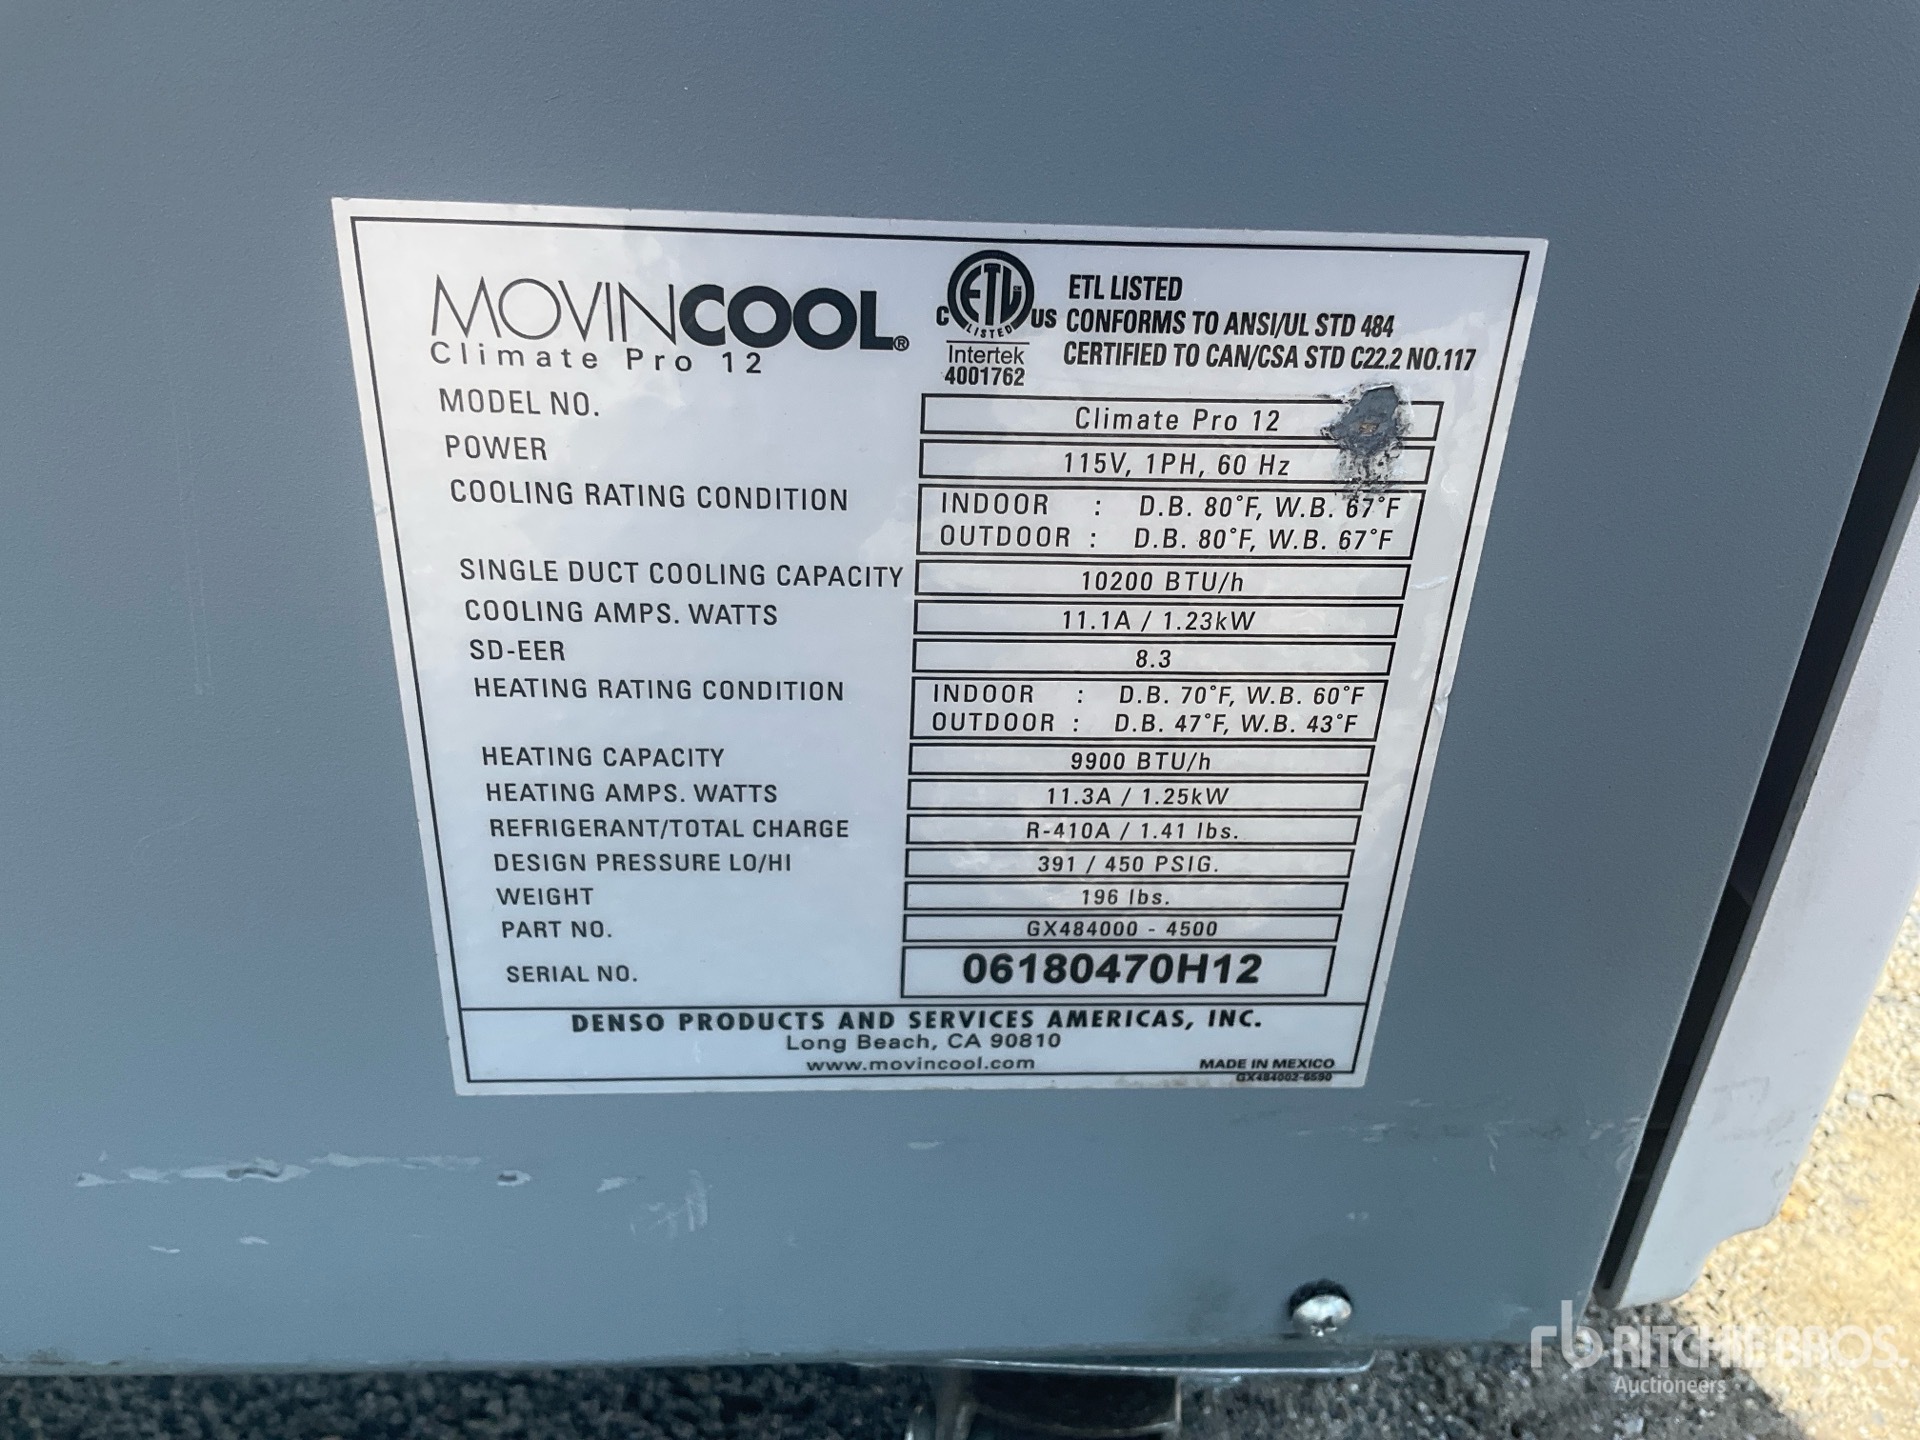 MOVINCOOL®
Climate Pro 12
C ETL US
LISTED
Intertek
4001762
ETL LISTED
CONFORMS TO ANSI/UL STD 484
CERTIFIED TO CAN/CSA STD C22.2 NO.117
MODEL NO. Climate Pro 12
POWER 115V, 1PH, 60 Hz
COOLING RATING CONDITION INDOOR : D.B. 80°F, W.B. 67°F
OUTDOOR : D.B. 80°F, W.B. 67°F
SINGLE DUCT COOLING CAPACITY 10200 BTU/h
COOLING AMPS. WATTS 11.1A / 1.23kW
SD-EER 8.3
HEATING RATING CONDITION INDOOR : D.B. 70°F, W.B. 60°F
OUTDOOR : D.B. 47°F, W.B. 43°F
HEATING CAPACITY 9900 BTU/h
HEATING AMPS. WATTS 11.3A / 1.25kW
REFRIGERANT/TOTAL CHARGE R-410A / 1.41 lbs.
DESIGN PRESSURE LO/HI 391 / 450 PSIG.
WEIGHT 196 lbs.
PART NO. GX484000 - 4500
SERIAL NO. 06180470H12
DENSO PRODUCTS AND SERVICES AMERICAS, INC.
Long Beach, CA 90810
www.movincool.com
MADE IN MEXICO
GX484002-6590
rb RITCHIE BROS.
Auctioneers